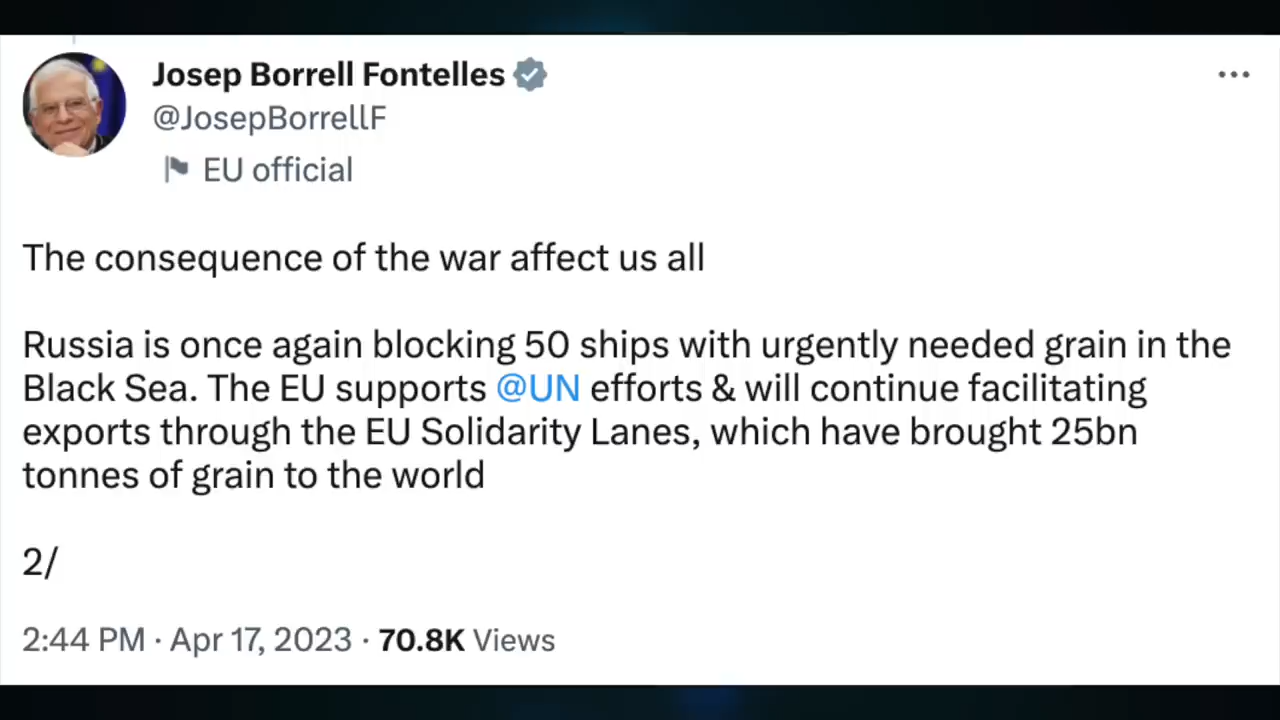 Josep Borrell Fontelles
@JosepBorrellF
EU official
The consequence of the war affect us all
Russia is once again blocking 50 ships with urgently needed grain in the
Black Sea. The EU supports @UN efforts & will continue facilitating
exports through the EU Solidarity Lanes, which have brought 25bn
tonnes of grain to the world
2/
2:44 PM · Apr 17, 2023 · 70.8K Views